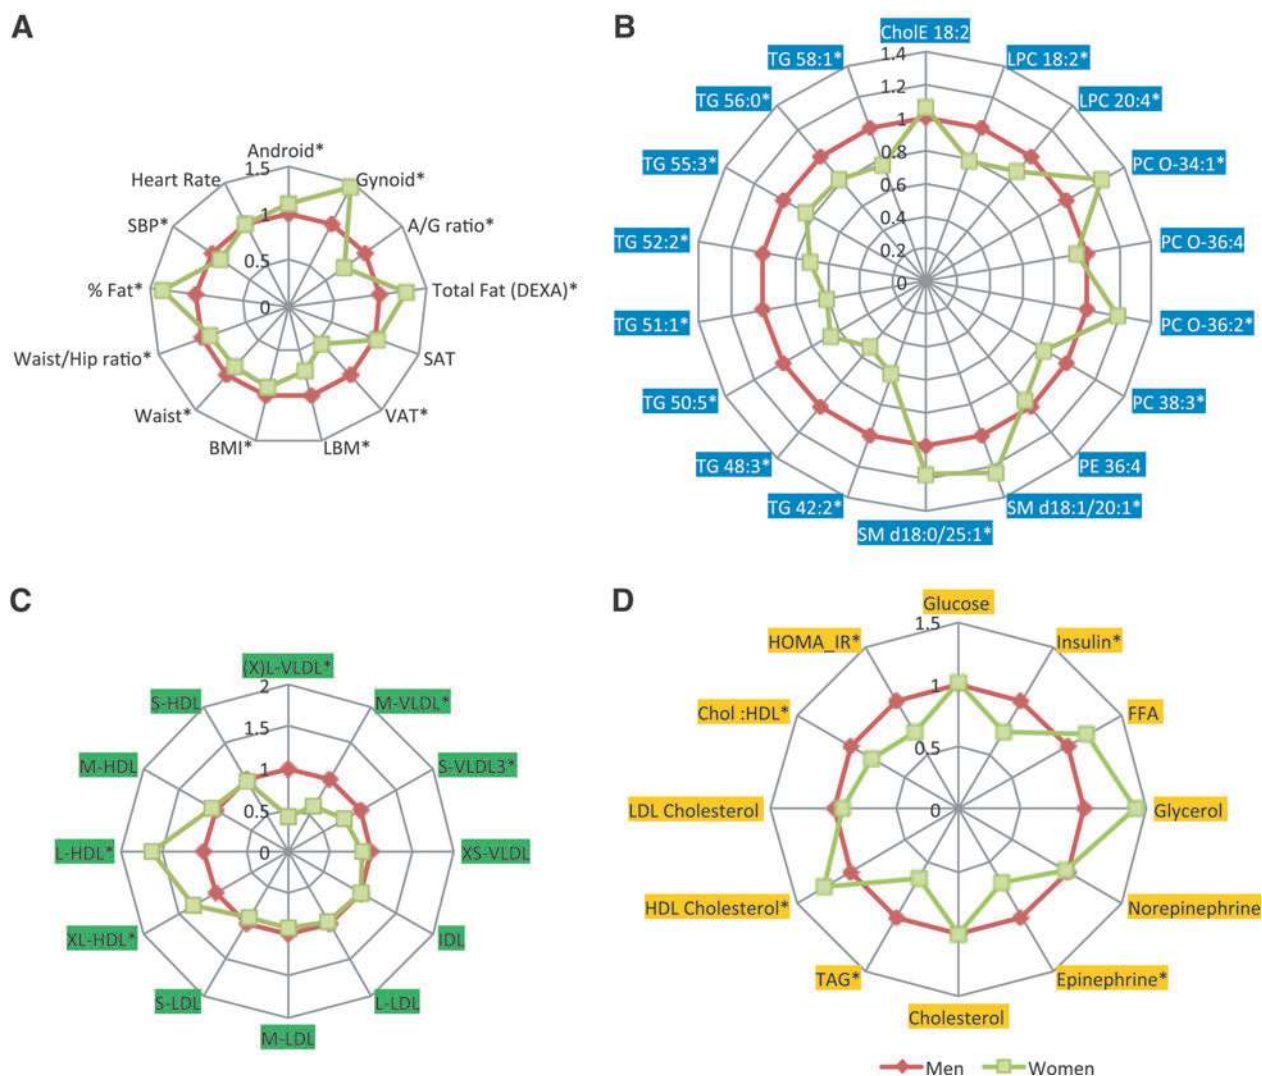 A
Android*
Gynoid*
A/G ratio*
Total Fat (DEXA)*
SAT
VAT*
LBM*
BMI*
Waist*
Waist/Hip ratio*
% Fat*
SBP*
Heart Rate
1.5
1
0.5
0
B
CholE 18:2
LPC 18:2*
LPC 20:4*
PC O-34:1*
PC O-36:4
PC O-36:2*
PC 38:3*
PE 36:4
SM d18:1/20:1*
SM d18:0/25:1*
TG 42:2*
TG 48:3*
TG 50:5*
TG 51:1*
TG 52:2*
TG 55:3*
TG 56:0*
TG 58:1*
1.4
1.2
1
0.8
0.6
0.4
0.2
0
C
(X)L-VLDL*
M-VLDL*
S-VLDL3*
XS-VLDL
IDL
L-LDL
M-LDL
S-LDL
XL-HDL*
L-HDL*
M-HDL
S-HDL
2
1.5
1
0.5
0
D
Glucose
Insulin*
FFA
Glycerol
Norepinephrine
Epinephrine*
Cholesterol
TAG*
HDL Cholesterol*
LDL Cholesterol
Chol :HDL*
HOMA_IR*
1.5
1
0.5
0
Men
Women